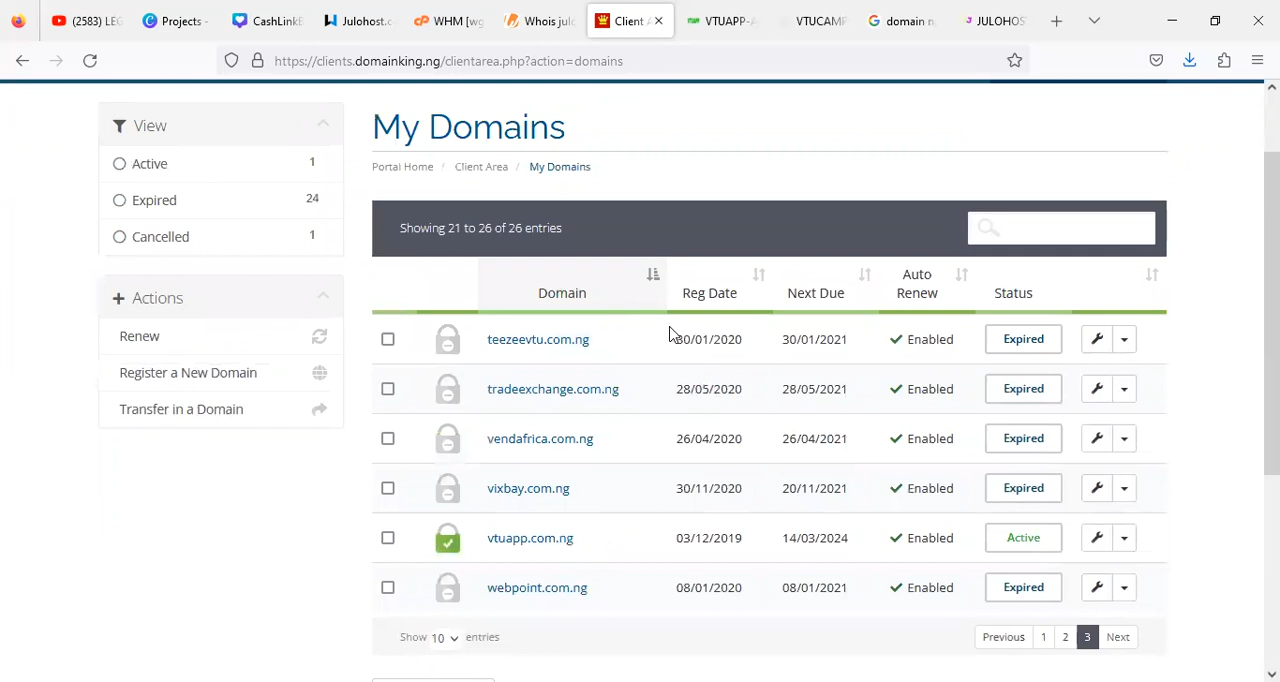 (2583) LEG
Projects -
CashLinkB
Julohost.c
WHM [wg
Whois julo
Client A
VTUAPP-A
VTUCAMP
domain n
JULOHOS
https://clients.domainking.ng/clientarea.php?action=domains
View
Active 1
Expired 24
Cancelled 1
Actions
Renew
Register a New Domain
Transfer in a Domain
My Domains
Portal Home / Client Area / My Domains
Showing 21 to 26 of 26 entries
Domain Reg Date Next Due Auto Renew Status
teezeevtu.com.ng 30/01/2020 30/01/2021 Enabled Expired
tradeexchange.com.ng 28/05/2020 28/05/2021 Enabled Expired
vendafrica.com.ng 26/04/2020 26/04/2021 Enabled Expired
vixbay.com.ng 30/11/2020 20/11/2021 Enabled Expired
vtuapp.com.ng 03/12/2019 14/03/2024 Enabled Active
webpoint.com.ng 08/01/2020 08/01/2021 Enabled Expired
Show 10 entries
Previous 1 2 3 Next